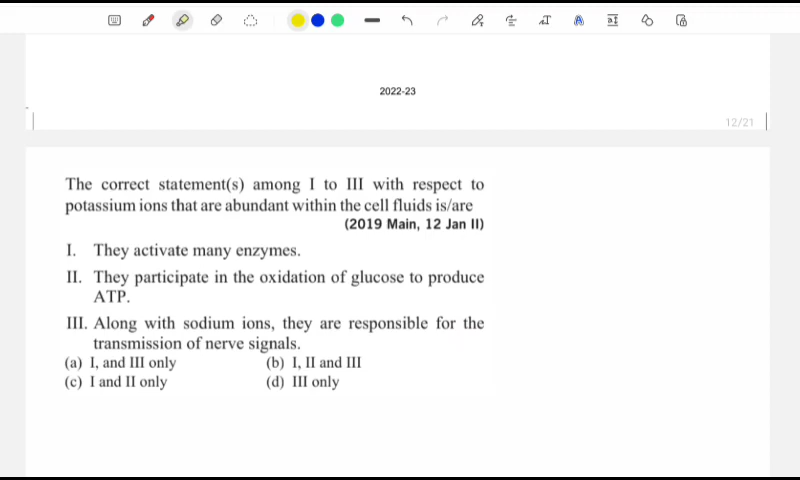 2022-23
12/21
The correct statement(s) among I to III with respect to
potassium ions that are abundant within the cell fluids is/are
(2019 Main, 12 Jan II)
I. They activate many enzymes.
II. They participate in the oxidation of glucose to produce
ATP.
III. Along with sodium ions, they are responsible for the
transmission of nerve signals.
(a) I, and III only (b) I, II and III
(c) I and II only (d) III only